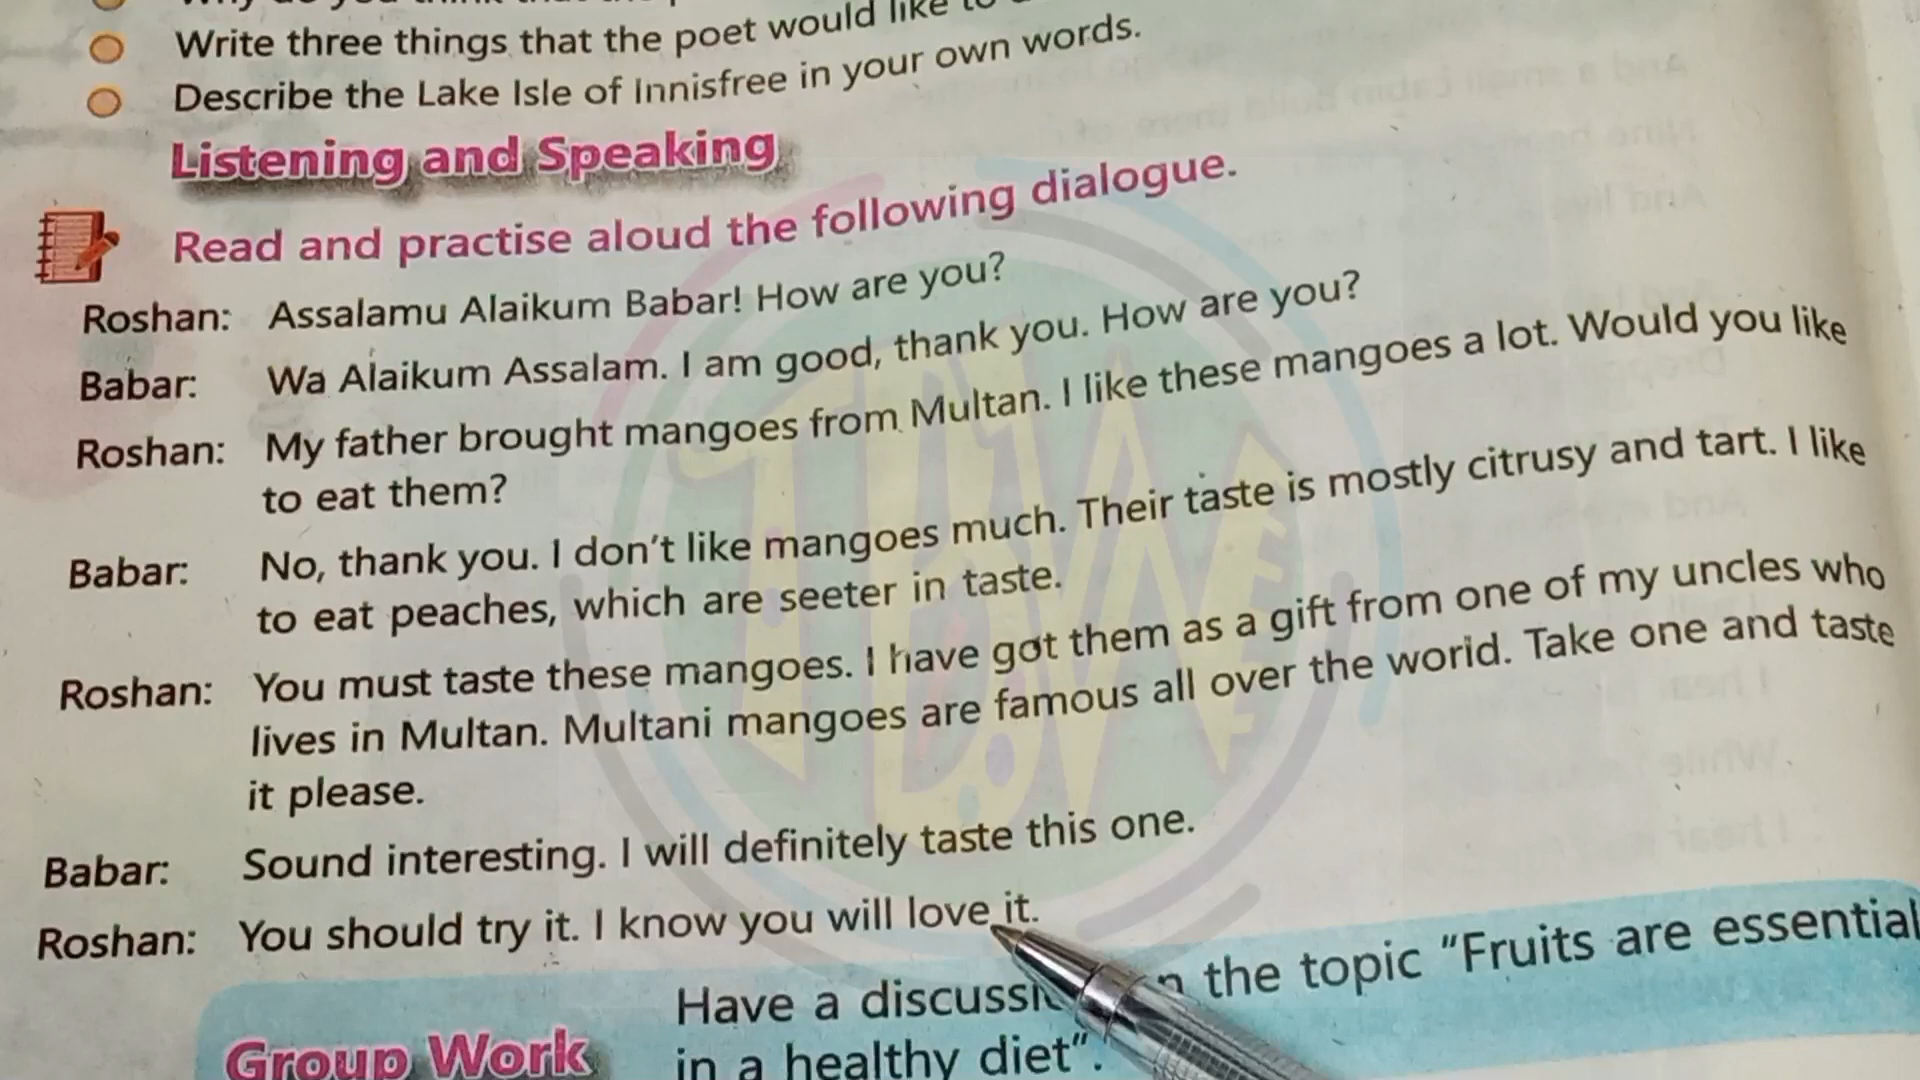 Write three things that the poet would like to
Describe the Lake Isle of Innisfree in your own words.
Listening and Speaking
Read and practise aloud the following dialogue.
Roshan: Assalamu Alaikum Babar! How are you?
Babar: Wa Alaikum Assalam. I am good, thank you. How are you?
Roshan: My father brought mangoes from Multan. I like these mangoes a lot. Would you like
to eat them?
Babar: No, thank you. I don't like mangoes much. Their taste is mostly citrusy and tart. I like
to eat peaches, which are seeter in taste.
Roshan: You must taste these mangoes. I have got them as a gift from one of my uncles who
lives in Multan. Multani mangoes are famous all over the world. Take one and taste
it please.
Babar: Sound interesting. I will definitely taste this one.
Roshan: You should try it. I know you will love it.
Group Work
Have a the topic "Fruits are essential
in a healthy diet".